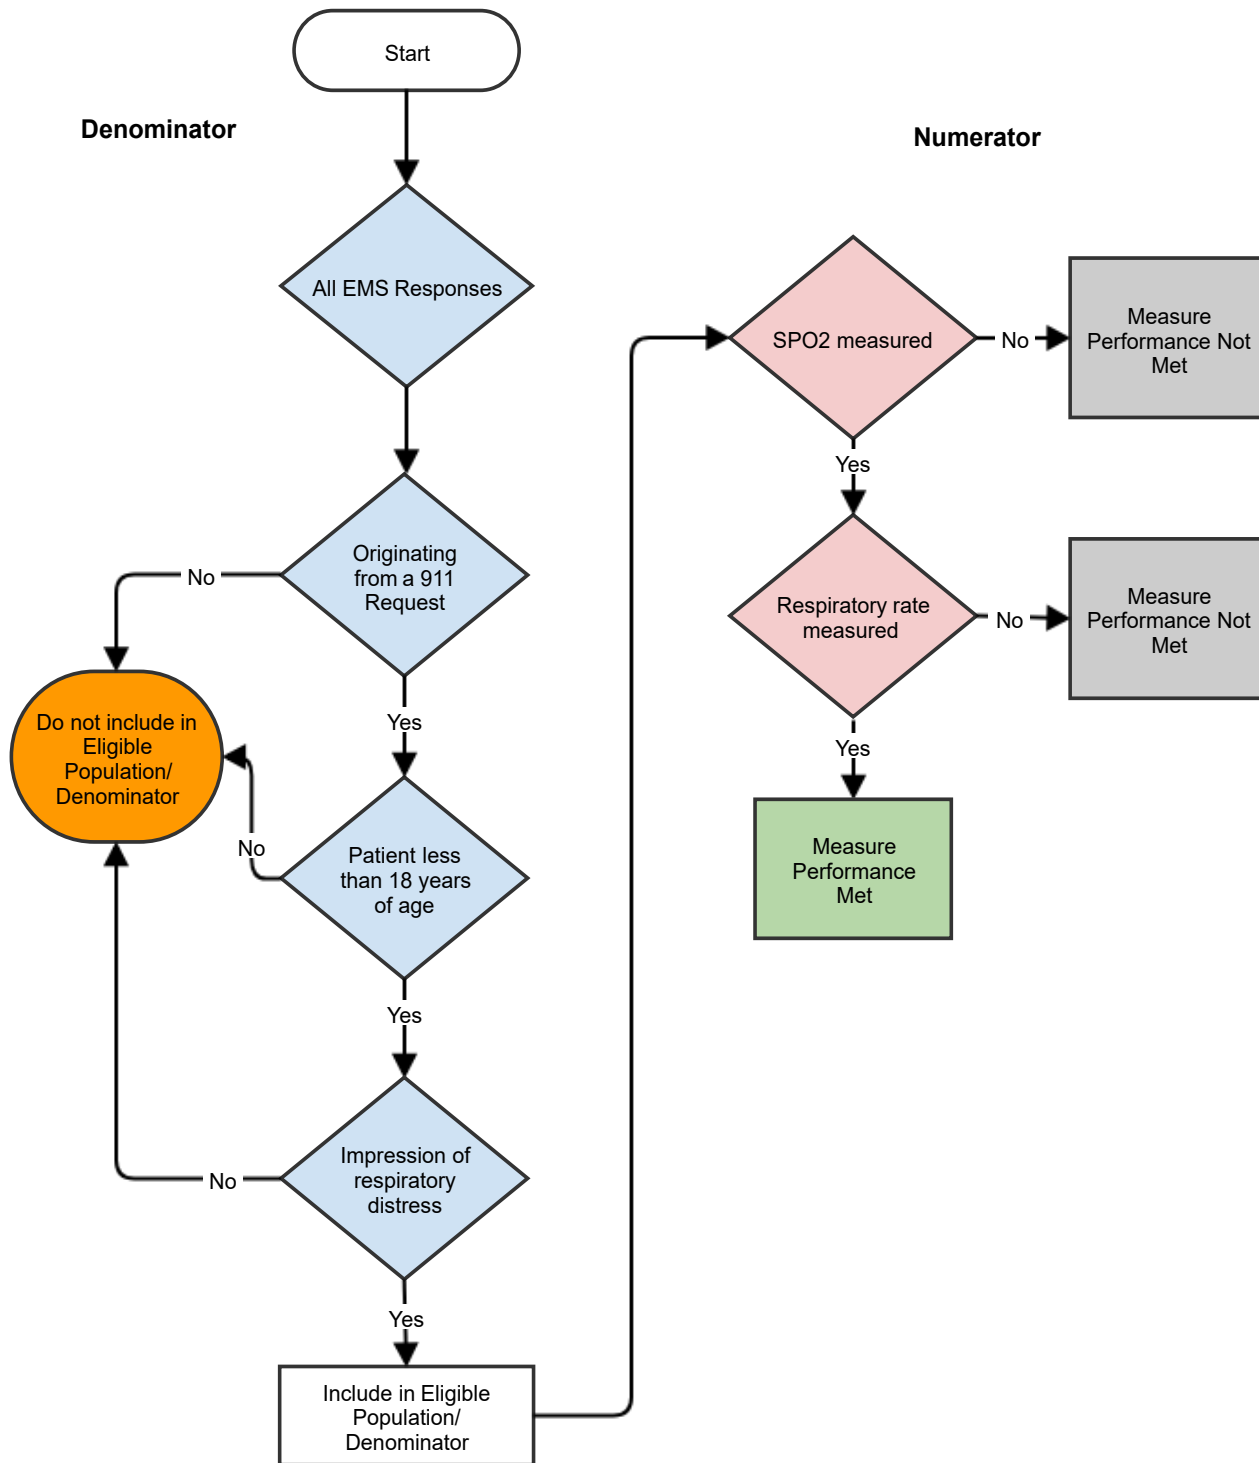 Start
Denominator
All EMS Responses
Originating
from a 911
Request
No
Yes
Do not include in
Eligible
Population/
Denominator
Patient less
than 18 years
of age
No
Yes
Impression of
respiratory
distress
No
Yes
Include in Eligible
Population/
Denominator
Numerator
SPO2 measured
No
Measure
Performance Not
Met
Yes
Respiratory rate
measured
No
Measure
Performance Not
Met
Yes
Measure
Performance
Met